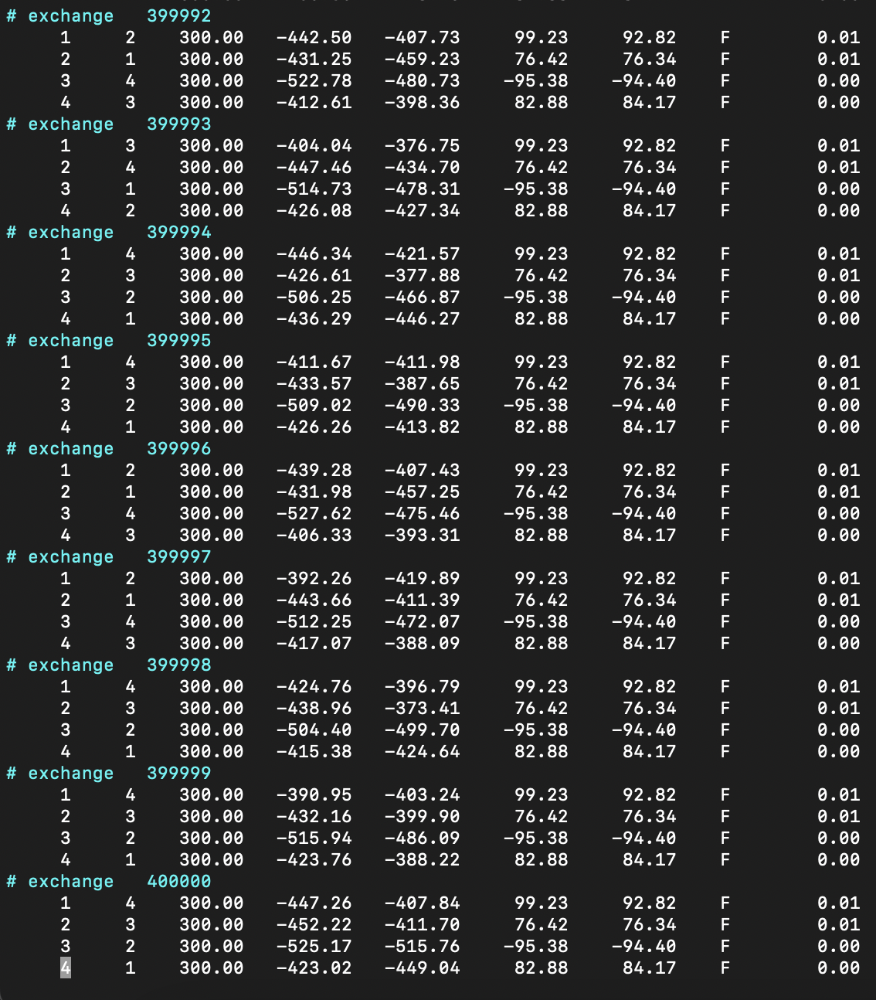 # exchange 399992
1 2 300.00 -442.50 -407.73 99.23 92.82 F 0.01
2 1 300.00 -431.25 -459.23 76.42 76.34 F 0.01
3 4 300.00 -522.78 -480.73 -95.38 -94.40 F 0.00
4 3 300.00 -412.61 -398.36 82.88 84.17 F 0.00
# exchange 399993
1 3 300.00 -404.04 -376.75 99.23 92.82 F 0.01
2 4 300.00 -447.46 -434.70 76.42 76.34 F 0.01
3 1 300.00 -514.73 -478.31 -95.38 -94.40 F 0.00
4 2 300.00 -426.08 -427.34 82.88 84.17 F 0.00
# exchange 399994
1 4 300.00 -446.34 -421.57 99.23 92.82 F 0.01
2 3 300.00 -426.61 -377.88 76.42 76.34 F 0.01
3 2 300.00 -506.25 -466.87 -95.38 -94.40 F 0.00
4 1 300.00 -436.29 -446.27 82.88 84.17 F 0.00
# exchange 399995
1 4 300.00 -411.67 -411.98 99.23 92.82 F 0.01
2 3 300.00 -433.57 -387.65 76.42 76.34 F 0.01
3 2 300.00 -509.02 -490.33 -95.38 -94.40 F 0.00
4 1 300.00 -426.26 -413.82 82.88 84.17 F 0.00
# exchange 399996
1 2 300.00 -439.28 -407.43 99.23 92.82 F 0.01
2 1 300.00 -431.98 -457.25 76.42 76.34 F 0.01
3 4 300.00 -527.62 -475.46 -95.38 -94.40 F 0.00
4 3 300.00 -406.33 -393.31 82.88 84.17 F 0.00
# exchange 399997
1 2 300.00 -392.26 -419.89 99.23 92.82 F 0.01
2 1 300.00 -443.66 -411.39 76.42 76.34 F 0.01
3 4 300.00 -512.25 -472.07 -95.38 -94.40 F 0.00
4 3 300.00 -417.07 -388.09 82.88 84.17 F 0.00
# exchange 399998
1 4 300.00 -424.76 -396.79 99.23 92.82 F 0.01
2 3 300.00 -438.96 -373.41 76.42 76.34 F 0.01
3 2 300.00 -504.40 -499.70 -95.38 -94.40 F 0.00
4 1 300.00 -415.38 -424.64 82.88 84.17 F 0.00
# exchange 399999
1 4 300.00 -390.95 -403.24 99.23 92.82 F 0.01
2 3 300.00 -432.16 -399.90 76.42 76.34 F 0.01
3 2 300.00 -515.94 -486.09 -95.38 -94.40 F 0.00
4 1 300.00 -423.76 -388.22 82.88 84.17 F 0.00
# exchange 400000
1 4 300.00 -447.26 -407.84 99.23 92.82 F 0.01
2 3 300.00 -452.22 -411.70 76.42 76.34 F 0.01
3 2 300.00 -525.17 -515.76 -95.38 -94.40 F 0.00
4 1 300.00 -423.02 -449.04 82.88 84.17 F 0.00